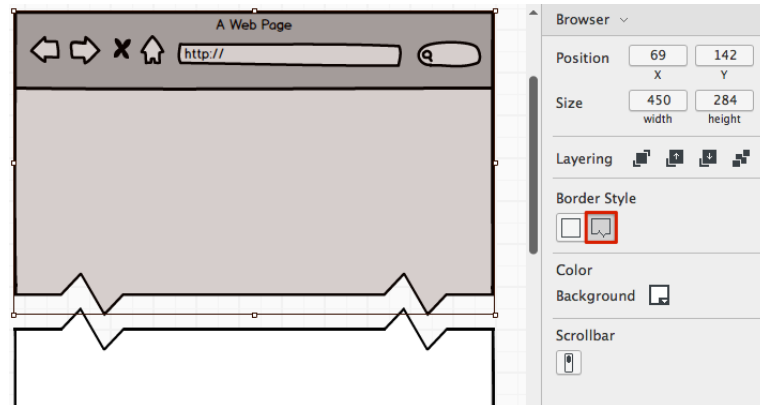 A Web Page
http://
Browser
Position
69
142
X
Y
Size
450
284
width
height
Layering
Border Style
Color
Background
Scrollbar